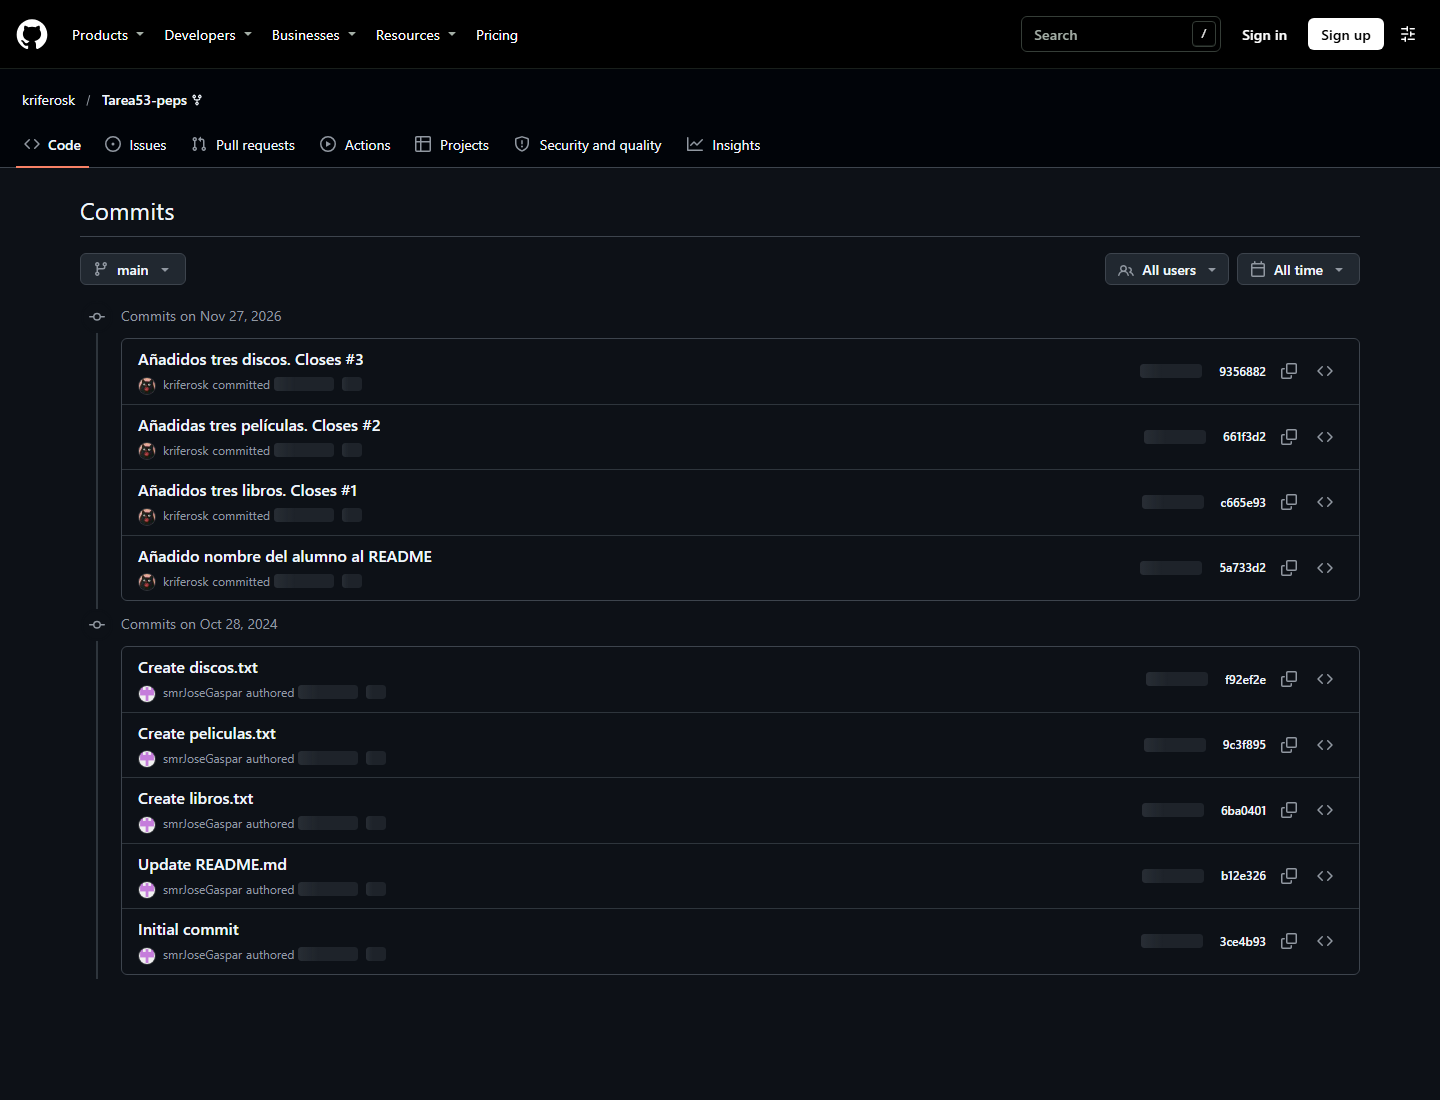 Products Developers Businesses Resources Pricing Search / Sign in Sign up
kriferosk / Tarea53-peps
Code Issues Pull requests Actions Projects Security and quality Insights
Commits
main All users All time
Commits on Nov 27, 2026
Añadidos tres discos. Closes #3
kriferosk committed 9356882
Añadidas tres películas. Closes #2
kriferosk committed 661f3d2
Añadidos tres libros. Closes #1
kriferosk committed c665e93
Añadido nombre del alumno al README
kriferosk committed 5a733d2
Commits on Oct 28, 2024
Create discos.txt
smrJoseGaspar authored f92ef2e
Create peliculas.txt
smrJoseGaspar authored 9c3f895
Create libros.txt
smrJoseGaspar authored 6ba0401
Update README.md
smrJoseGaspar authored b12e326
Initial commit
smrJoseGaspar authored 3ce4b93